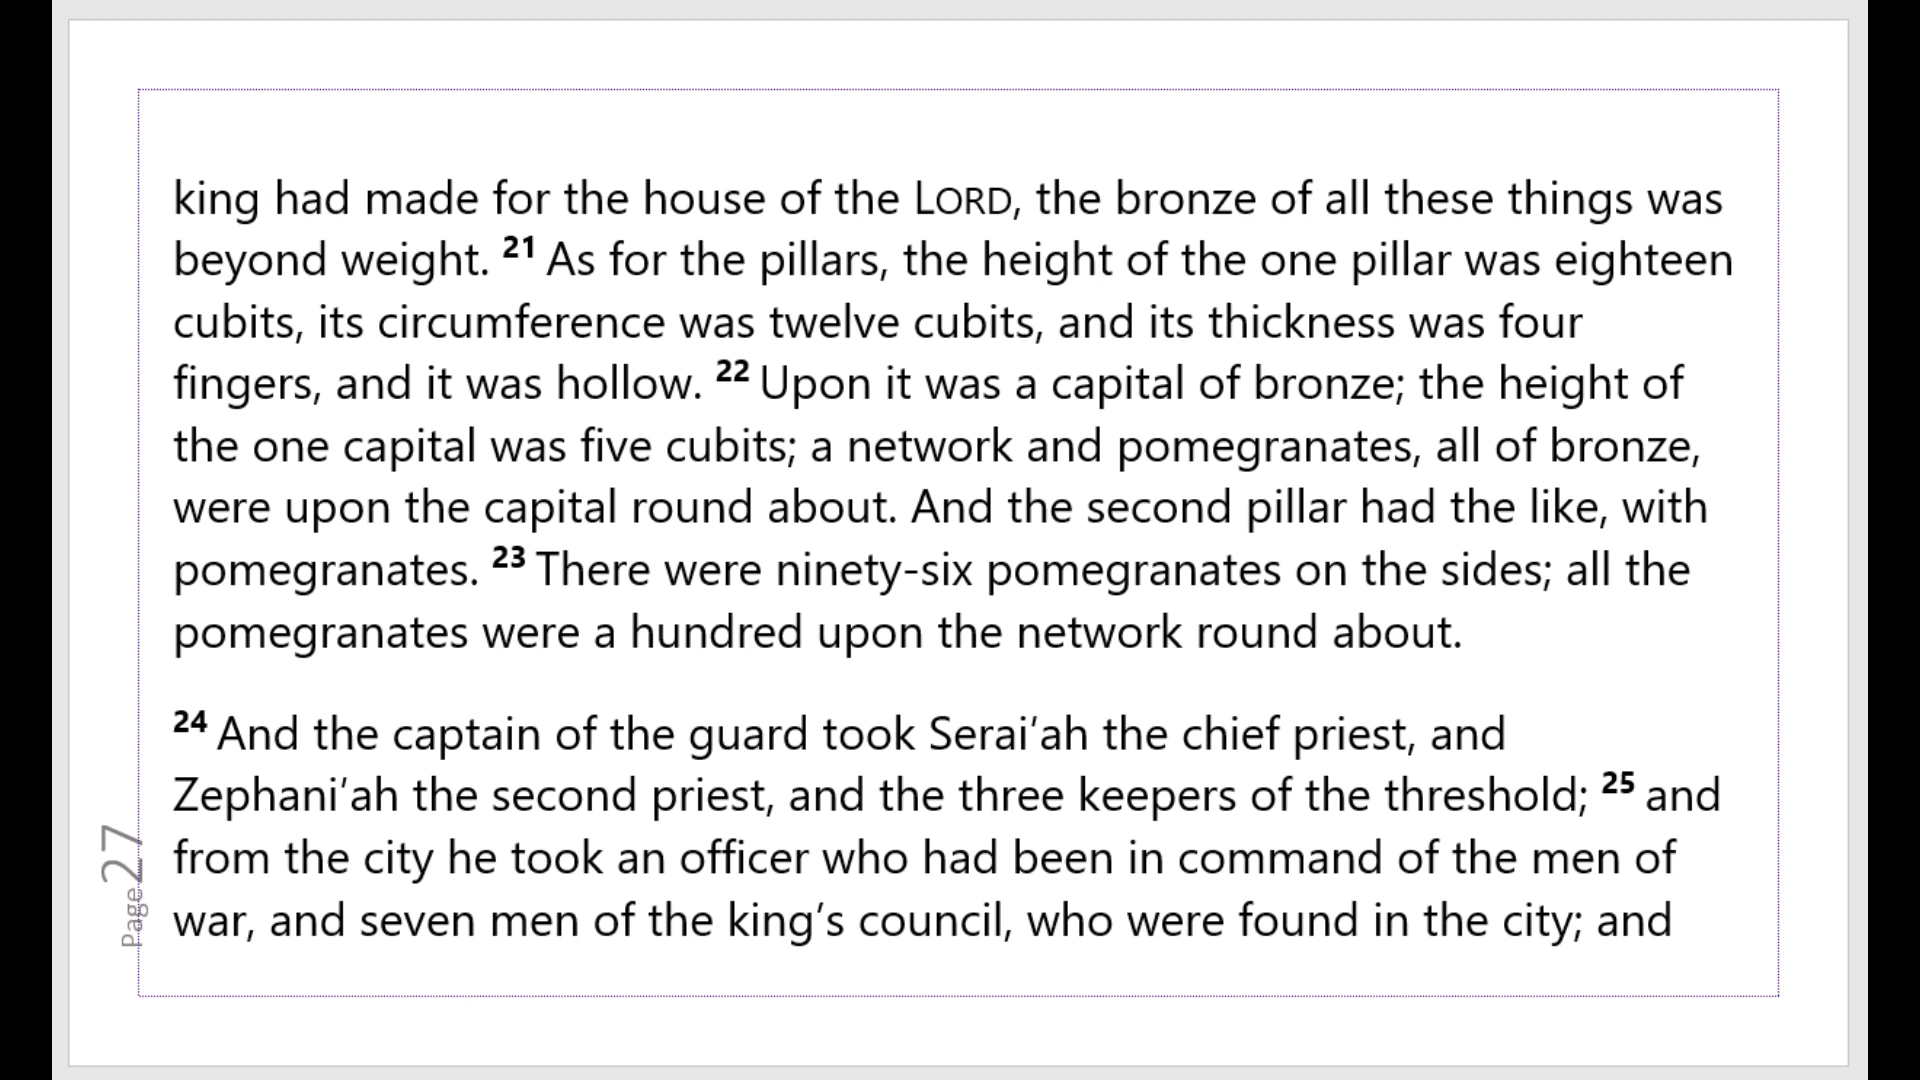 king had made for the house of the LORD, the bronze of all these things was
beyond weight. 21 As for the pillars, the height of the one pillar was eighteen
cubits, its circumference was twelve cubits, and its thickness was four
fingers, and it was hollow. 22 Upon it was a capital of bronze; the height of
the one capital was five cubits; a network and pomegranates, all of bronze,
were upon the capital round about. And the second pillar had the like, with
pomegranates. 23 There were ninety-six pomegranates on the sides; all the
pomegranates were a hundred upon the network round about.
24 And the captain of the guard took Serai′ah the chief priest, and
Zephani′ah the second priest, and the three keepers of the threshold; 25 and
from the city he took an officer who had been in command of the men of
war, and seven men of the king’s council, who were found in the city; and
Page 27